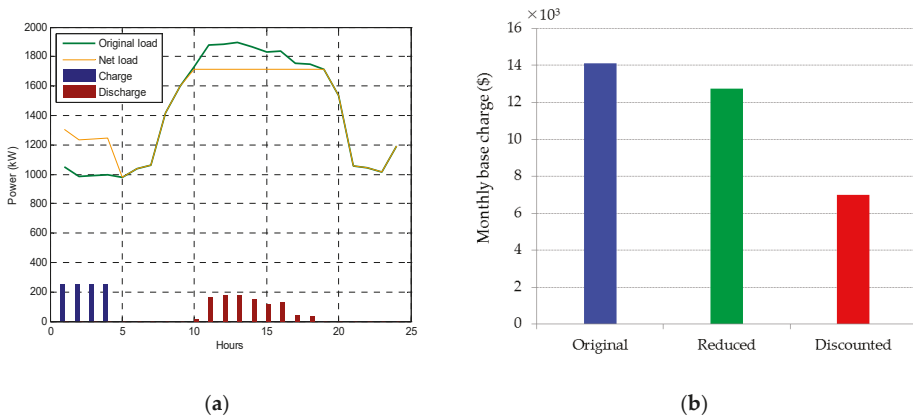 2000
1800
1600
1400
1200
1000
800
600
400
200
0
Power (kW)
Original load
Net load
Charge
Discharge
0 5 10 15 20 25
Hours
(a)
×10³
16
14
12
10
8
6
4
2
0
Monthly base charge ($)
Original Reduced Discounted
(b)